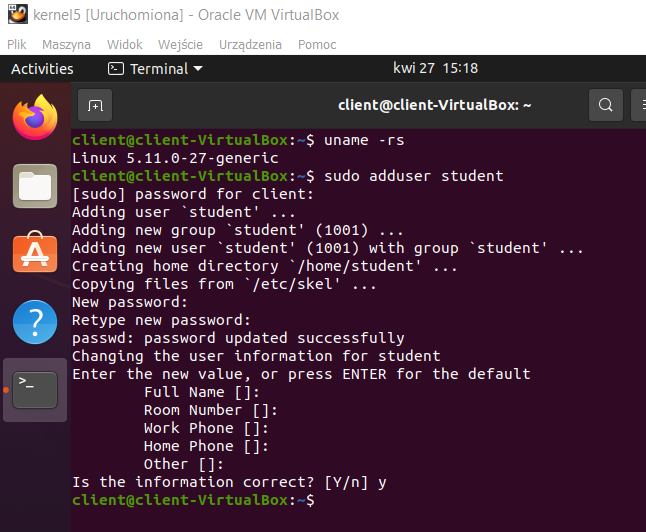 kernel5 [Uruchomiona] - Oracle VM VirtualBox
Plik Maszyna Widok Wejście Urządzenia Pomoc
Activities Terminal kwi 27 15:18
client@client-VirtualBox: ~
client@client-VirtualBox:~$ uname -rs
Linux 5.11.0-27-generic
client@client-VirtualBox:~$ sudo adduser student
[sudo] password for client:
Adding user `student' ...
Adding new group `student' (1001) ...
Adding new user `student' (1001) with group `student' ...
Creating home directory `/home/student' ...
Copying files from `/etc/skel' ...
New password:
Retype new password:
passwd: password updated successfully
Changing the user information for student
Enter the new value, or press ENTER for the default
Full Name []:
Room Number []:
Work Phone []:
Home Phone []:
Other []:
Is the information correct? [Y/n] y
client@client-VirtualBox:~$